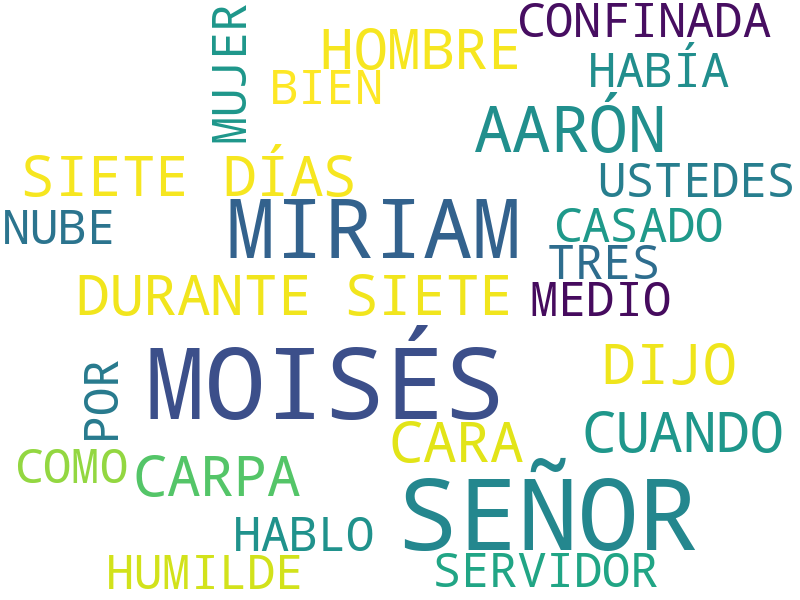 CONFINADA
MUJER
HOMBRE
HABÍA
BIEN
AARÓN
SIETE DÍAS
USTEDES
NUBE
MIRIAM
CASADO
TRES
DURANTE SIETE
MEDIO
MOISÉS
DIJO
POR
CARA
CUANDO
COMO
CARPA
SEÑOR
HABLO
HUMILDE
SERVIDOR